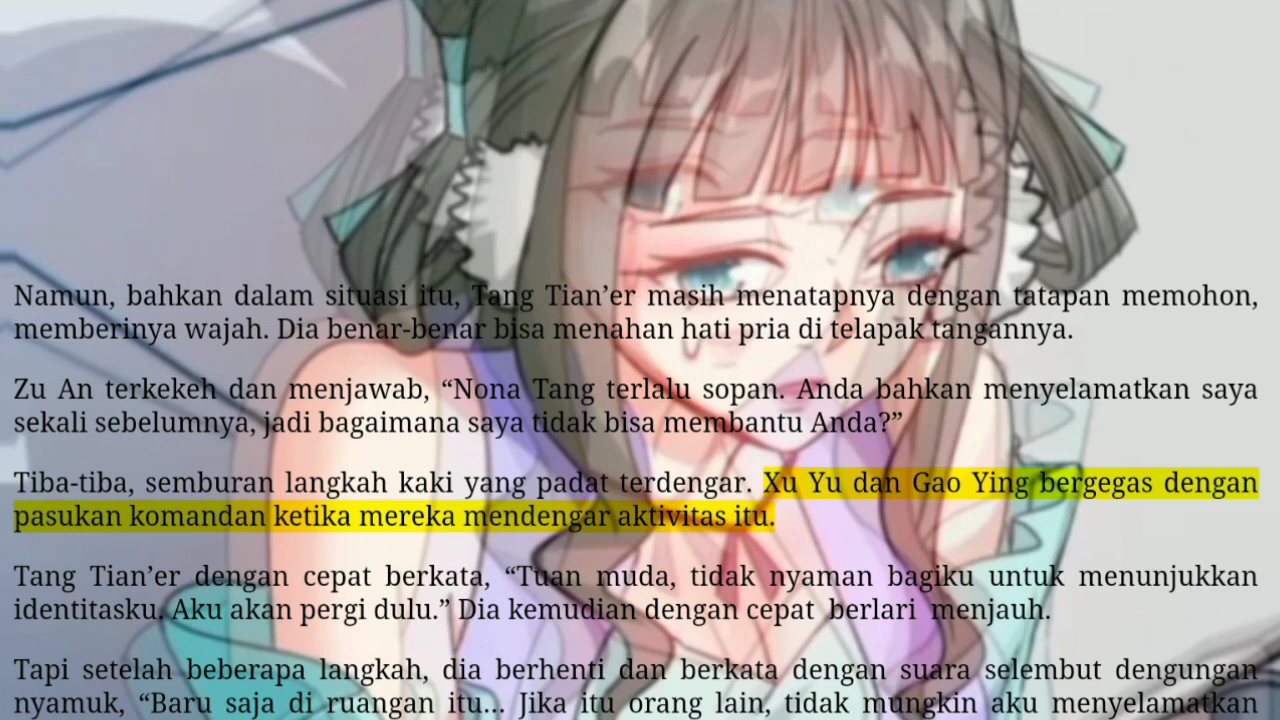 Namun, bahkan dalam situasi itu, Tang Tian’er masih menatapnya dengan tatapan memohon,
memberinya wajah. Dia benar-benar bisa menahan hati pria di telapak tangannya.
Zu An terkekeh dan menjawab, “Nona Tang terlalu sopan. Anda bahkan menyelamatkan saya
sekali sebelumnya, jadi bagaimana saya tidak bisa membantu Anda?”
Tiba-tiba, semburan langkah kaki yang padat terdengar. Xu Yu dan Gao Ying bergegas dengan
pasukan komandan ketika mereka mendengar aktivitas itu.
Tang Tian’er dengan cepat berkata, “Tuan muda, tidak nyaman bagiku untuk menunjukkan
identitasku. Aku akan pergi dulu.” Dia kemudian dengan cepat berlari menjauh.
Tapi setelah beberapa langkah, dia berhenti dan berkata dengan suara selembut dengungan
nyamuk, “Baru saja di ruangan itu… Jika itu orang lain, tidak mungkin aku menyelamatkan